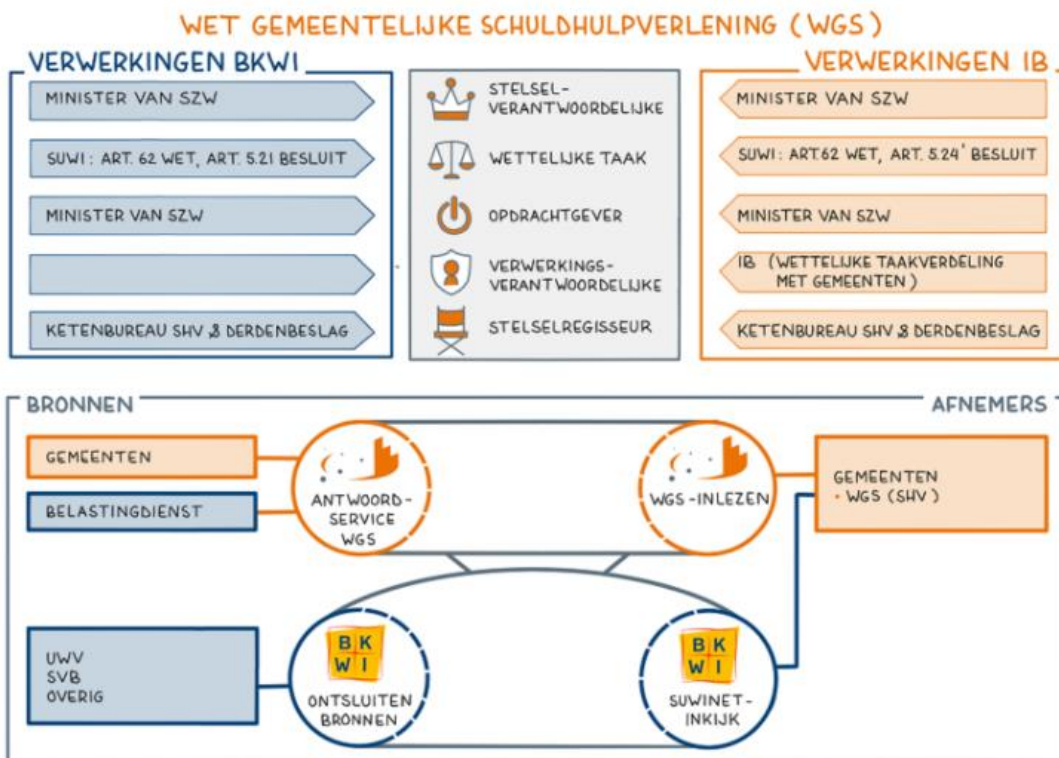 WET GEMEENTELIJKE SCHULDHULPVERLENING (WGS)
VERWERKINGEN BKWI
MINISTER VAN SZW
SUWI: ART. 62 WET, ART. 5.21 BESLUIT
MINISTER VAN SZW
KETENBUREAU SHV & DERDENBESLAG
STELSEL-
VERANTWOORDELIJKE
WETTELIJKE TAAK
OPDRACHTGEVER
VERWERKINGS-
VERANTWOORDELIJKE
STELSELREGISSEUR
VERWERKINGEN IB
MINISTER VAN SZW
SUWI: ART.62 WET, ART. 5.24' BESLUIT
MINISTER VAN SZW
IB (WETTELIJKE TAAKVERDELING
MET GEMEENTEN)
KETENBUREAU SHV & DERDENBESLAG
BRONNEN
AFNEMERS
GEMEENTEN
BELASTINGDIENST
ANTWOORD-
SERVICE
WGS
WGS-INLEZEN
GEMEENTEN
• WGS (SHV)
UWV
SVB
OVERIG
BK
WI
ONTSLUITEN
BRONNEN
BK
WI
SUWINET-
INKIJK